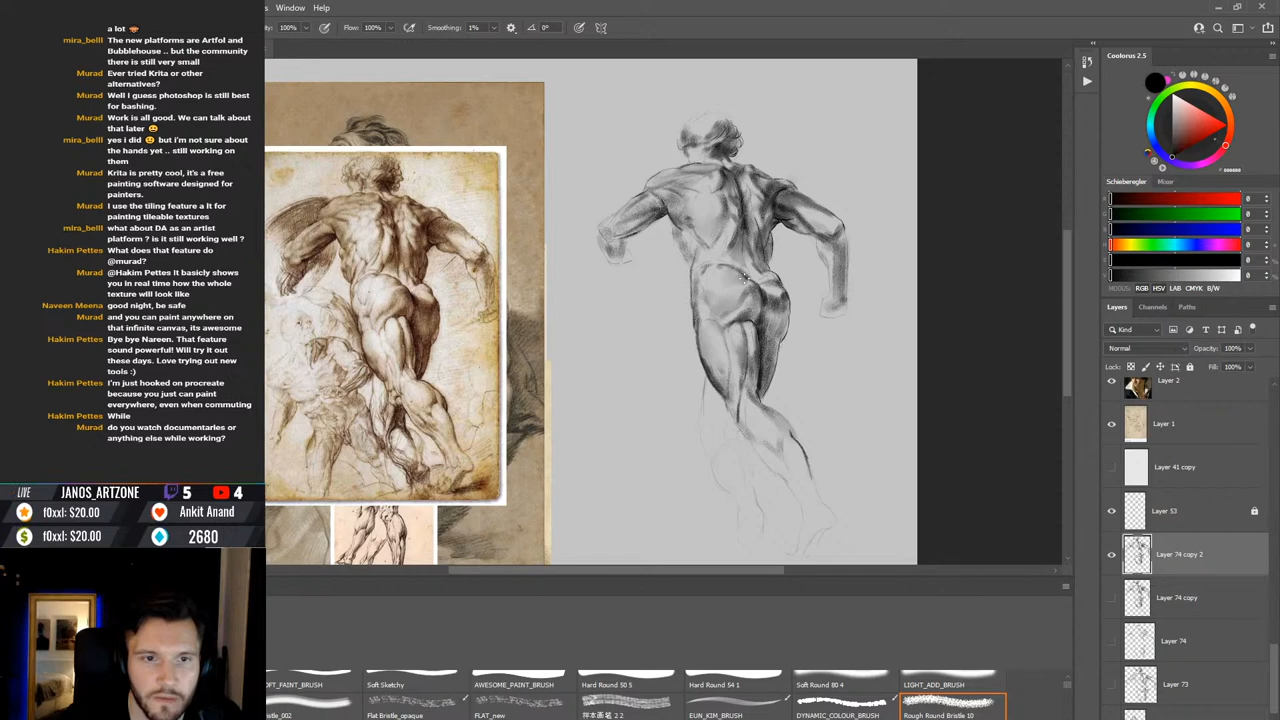 Window Help
100% Flow: 100% Smoothing: 1% 0°
a lot
mira_belll The new platforms are Artfol and
Bubblehouse .. but the community
there is still very small
Murad Ever tried Krita or other
alternatives?
Murad Well I guess photoshop is still best
for bashing.
Murad Work is all good. We can talk about
that later
mira_belll yes i did but i'm not sure about
the hands yet .. still working on
them
Murad Krita is pretty cool, it's a free
painting software designed for
painters.
Murad I use the tiling feature a lt for
painting tileable textures
mira_belll what about DA as an artist
platform ? is it still working well ?
Hakim Pettes What does that feature do
@murad?
Murad @Hakim Pettes It basicly shows
you in real time how the whole
texture will look like
Naveen Meena good night, be safe
Murad and you can paint anywhere on
that infinite canvas, its awesome
Hakim Pettes Bye bye Nareen. That feature
sound powerful! Will try it out
these days. Love trying out new
tools :)
Hakim Pettes I'm just hooked on procreate
because you just can paint
everywhere, even when commuting
Hakim Pettes While
Murad do you watch documentaries or
anything else while working?
LIVE JANOS_ARTZONE 5 4
f0xxl: $20.00 Ankit Anand
f0xxl: $20.00 2680
Coolorus 2.5
Schieberegler Mixer
R 0
G 0
B 0
H 0
S 0
V 0
MODUS: RGB HSV LAB CMYK B/W
Layers Channels Paths
Kind
Normal Opacity: 100%
Lock: Fill: 100%
Layer 2
Layer 1
Layer 41 copy
Layer 53
Layer 74 copy 2
Layer 74 copy
Layer 74
Layer 73
SOFT_FAINT_BRUSH Soft Sketchy AWESOME_PAINT_BRUSH Hard Round 50 5 Hard Round 54 1 Soft Round 80 4 LIGHT_ADD_BRUSH
Flat Bristle_opaque FLAT_new EUN_KIM_BRUSH DYNAMIC_COLOUR_BRUSH Rough Round Bristle 10